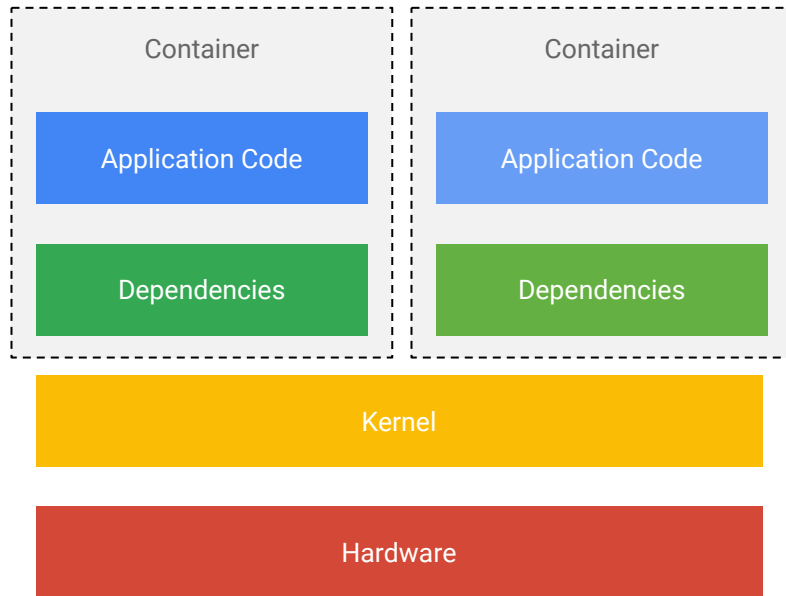 Container
Application Code
Dependencies
Container
Application Code
Dependencies
Kernel
Hardware